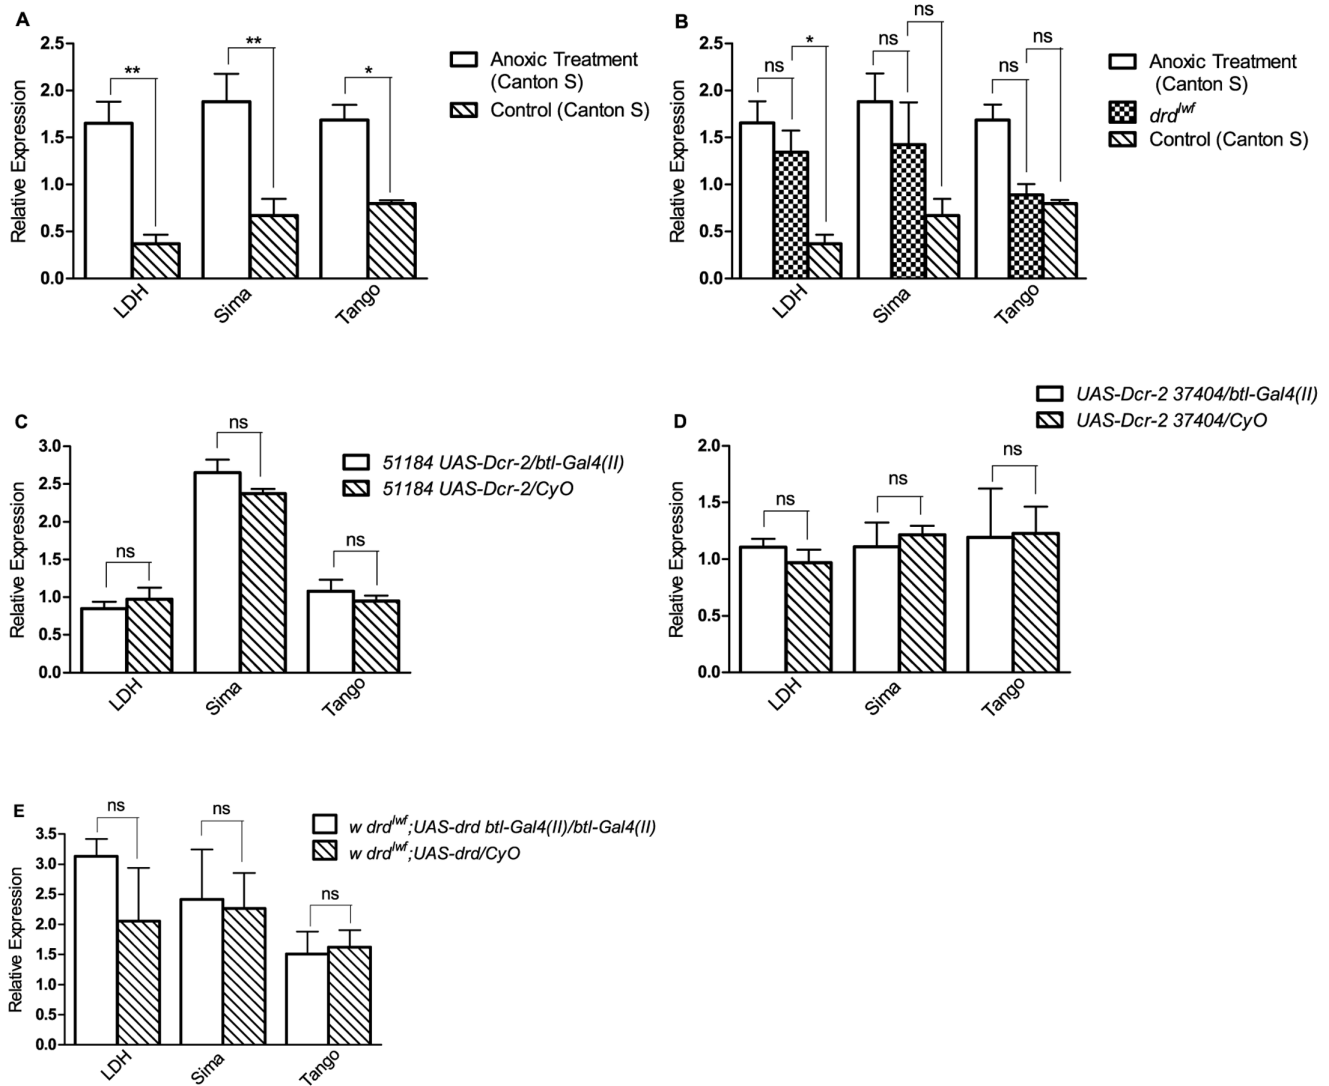 A
2.5
2.0
1.5
1.0
0.5
0.0
Relative Expression
**
**
*
LDH
Sima
Tango
Anoxic Treatment
(Canton S)
Control (Canton S)
B
2.5
2.0
1.5
1.0
0.5
0.0
Relative Expression
ns
*
ns
ns
ns
ns
LDH
Sima
Tango
Anoxic Treatment
(Canton S)
drd^lwf
Control (Canton S)
C
3.0
2.5
2.0
1.5
1.0
0.5
0.0
Relative Expression
ns
ns
ns
LDH
Sima
Tango
51184 UAS-Dcr-2/btl-Gal4(II)
51184 UAS-Dcr-2/CyO
D
2.0
1.5
1.0
0.5
0.0
Relative Expression
ns
ns
ns
LDH
Sima
Tango
UAS-Dcr-2 37404/btl-Gal4(II)
UAS-Dcr-2 37404/CyO
E
3.5
3.0
2.5
2.0
1.5
1.0
0.5
0.0
Relative Expression
ns
ns
ns
LDH
Sima
Tango
w drd^lwf;UAS-drd btl-Gal4(II)/btl-Gal4(II)
w drd^lwf;UAS-drd/CyO